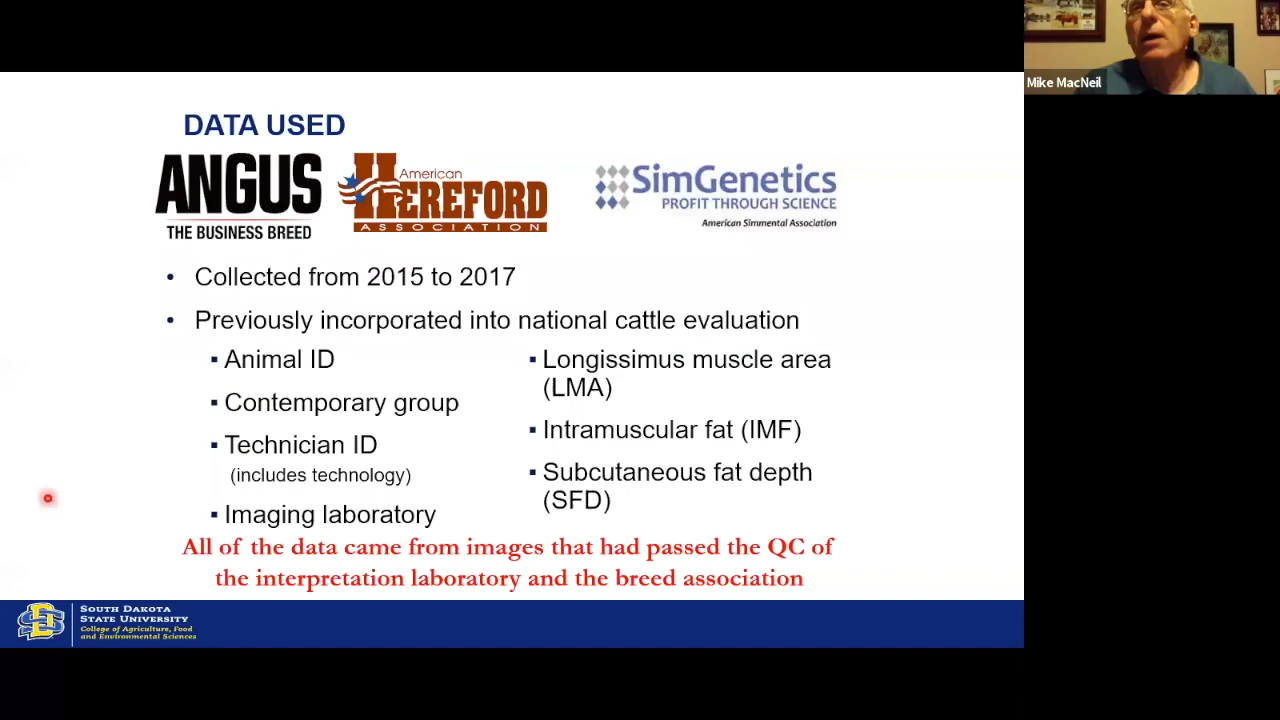 Mike MacNeil
DATA USED
ANGUS
THE BUSINESS BREED
American
HEREFORD
ASSOCIATION
SimGenetics
PROFIT THROUGH SCIENCE
American Simmental Association
• Collected from 2015 to 2017
• Previously incorporated into national cattle evaluation
▪ Animal ID
▪ Contemporary group
▪ Technician ID
(includes technology)
▪ Imaging laboratory
▪ Longissimus muscle area
(LMA)
▪ Intramuscular fat (IMF)
▪ Subcutaneous fat depth
(SFD)
All of the data came from images that had passed the QC of
the interpretation laboratory and the breed association
SOUTH DAKOTA
STATE UNIVERSITY
College of Agriculture, Food
and Environmental Sciences